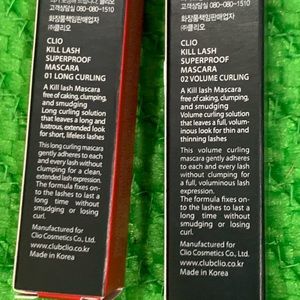 고객상담실 080-080-1510
화장품책임판매업자
(주)클리오
CLIO
KILL LASH
SUPERPROOF
MASCARA
01 LONG CURLING
A Kill lash Mascara
free of caking, clumping,
and smudging
Long curling solution
that leaves a long and
lustrous, extended look
for short, lifeless lashes
This long curling mascara
gently adheres to each
and every lash without
clumping for a clean,
extended lash expression.
The formula fixes on-
to the lashes to last a
long time without
smudging or losing
curl.
Manufactured for
Clio Cosmetics Co., Ltd.
www.clubclio.co.kr
Made in Korea
고객상담실 080-080-1510
화장품책임판매업자
(주)클리오
CLIO
KILL LASH
SUPERPROOF
MASCARA
02 VOLUME CURLING
A Kill lash Mascara
free of caking, clumping,
and smudging
Volume curling solution
that leaves a full, volum-
inous look for thin and
thinning lashes
This volume curling
mascara gently adheres to
each and every lash
without clumping for a
clean, expression of a
full, voluminous lash
expression.
The formula fixes on-
to the lashes to last a
long time without
smudging or losing
curl.
Manufactured for
Clio Cosmetics Co., Ltd.
www.clubclio.co.kr
Made in Korea